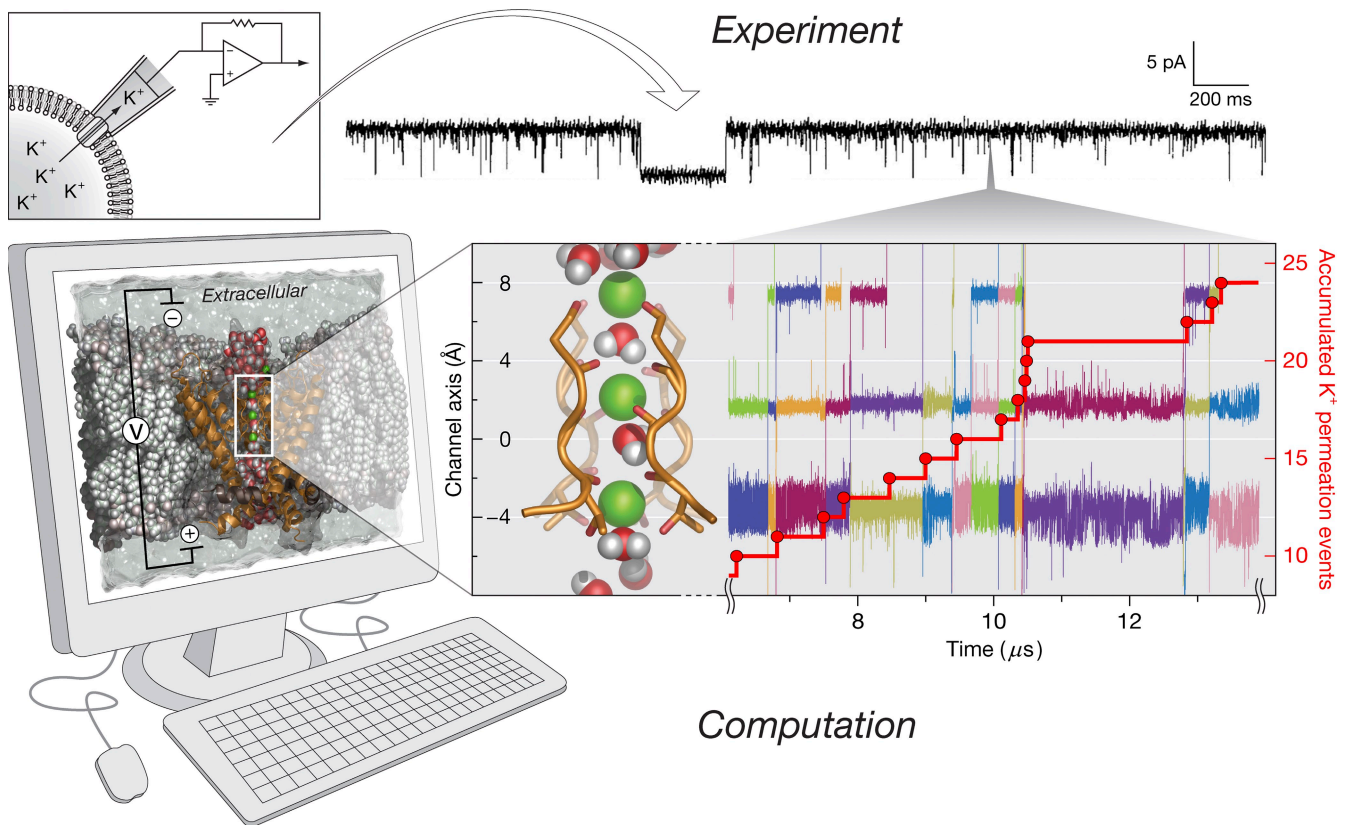 Experiment
5 pA
200 ms
−
+
K⁺
K⁺
K⁺
K⁺
K⁺
Extracellular
−
V
+
Channel axis (Å)
8
4
0
−4
25
20
15
10
Accumulated K⁺ permeation events
8
10
12
Time (μs)
Computation